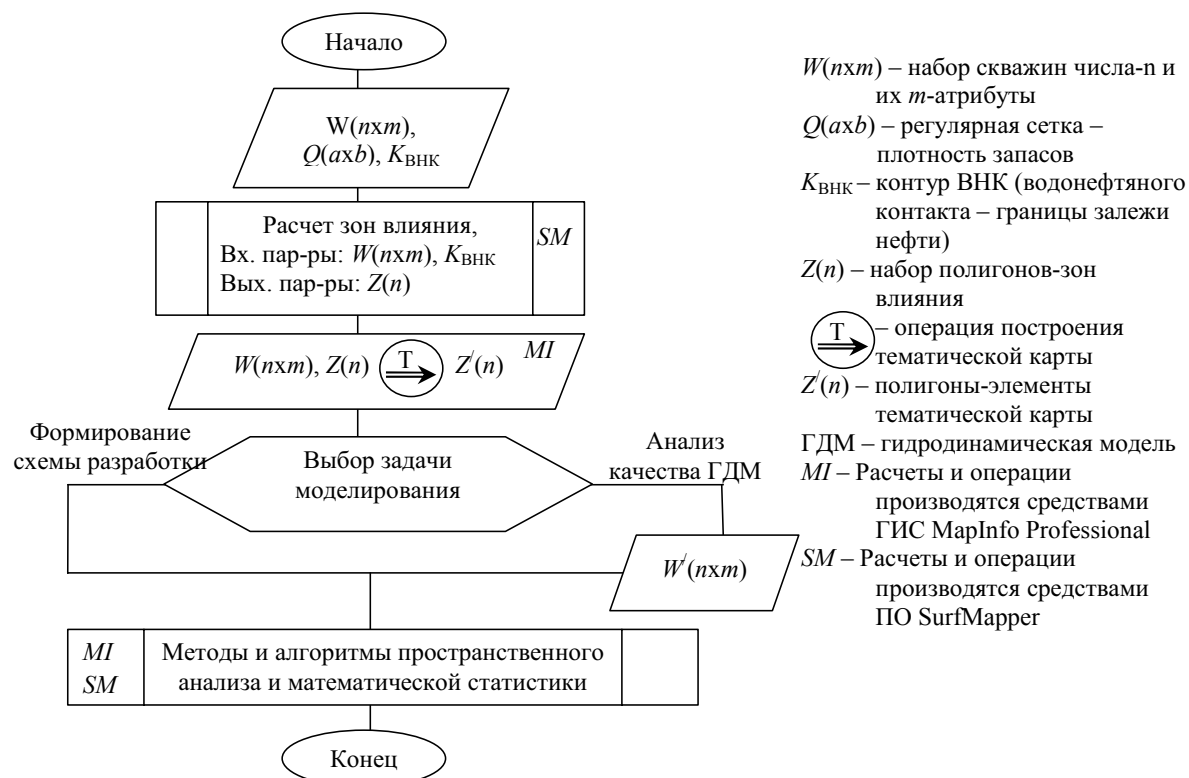 Начало
W(nxm),
Q(axb), KВНК
Расчет зон влияния,
Вх. пар-ры: W(nxm), KВНК
Вых. пар-ры: Z(n)
SM
W(nxm), Z(n) T Z/(n) MI
Формирование
схемы разработки
Выбор задачи
моделирования
Анализ
качества ГДМ
W/(nxm)
MI
SM
Методы и алгоритмы пространственного
анализа и математической статистики
Конец
W(nxm) – набор скважин числа-n и
их m-атрибуты
Q(axb) – регулярная сетка –
плотность запасов
KВНК – контур ВНК (водонефтяного
контакта – границы залежи
нефти)
Z(n) – набор полигонов-зон
влияния
T – операция построения
тематической карты
Z/(n) – полигоны-элементы
тематической карты
ГДМ – гидродинамическая модель
MI – Расчеты и операции
производятся средствами
ГИС MapInfo Professional
SM – Расчеты и операции
производятся средствами
ПО SurfMapper